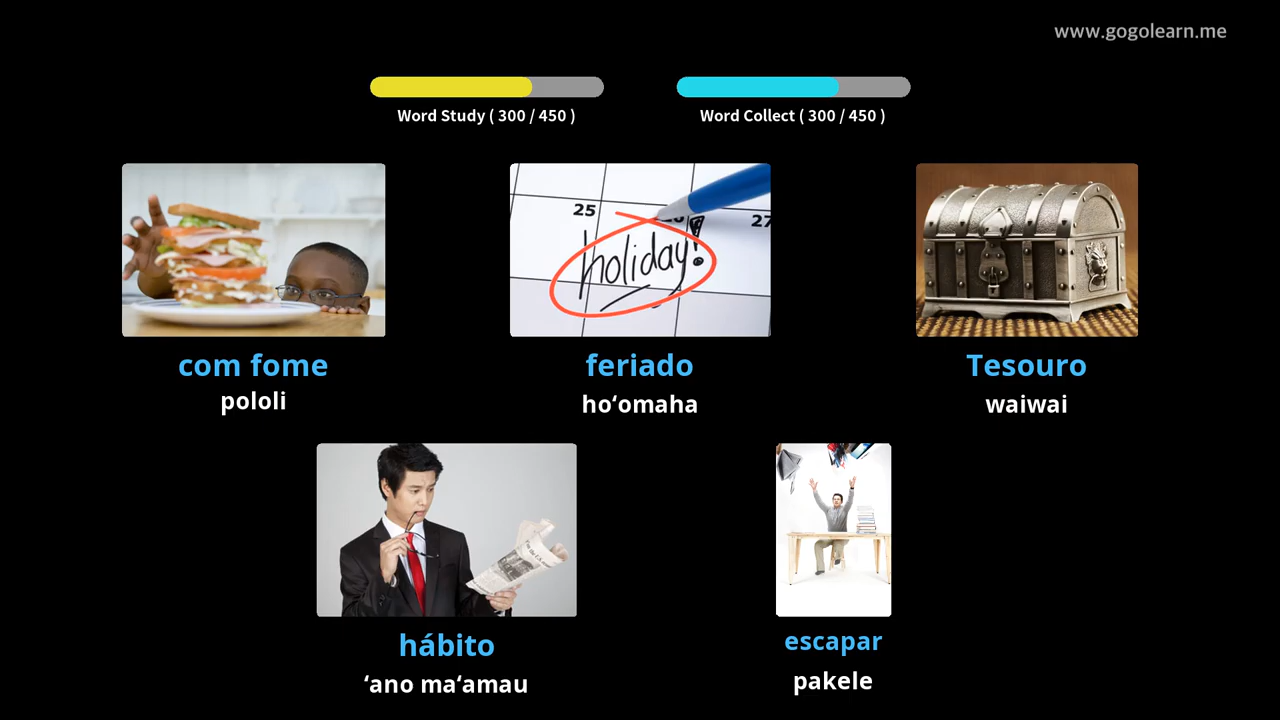 www.gogolearn.me
Word Study ( 300 / 450 )
Word Collect ( 300 / 450 )
25
27
holiday!
com fome
pololi
feriado
hoʻomaha
Tesouro
waiwai
hábito
ʻano maʻamau
escapar
pakele